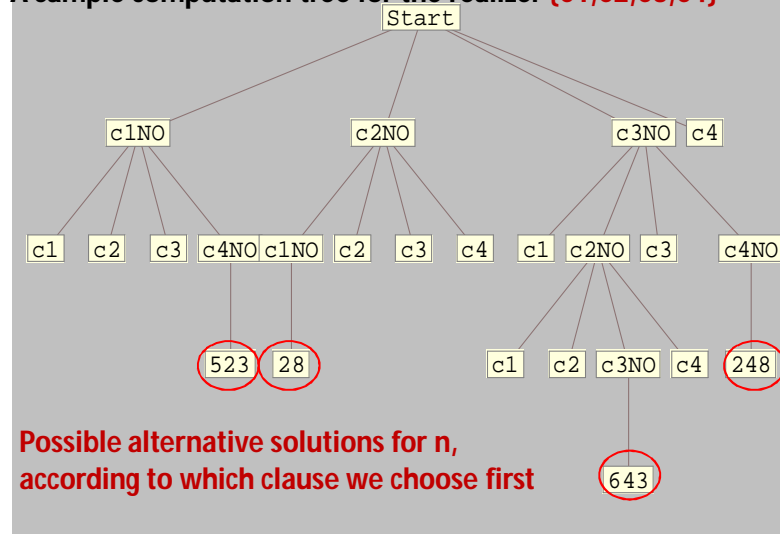 Start
c1NO c2NO c3NO c4
c1 c2 c3 c4NO c1NO c2 c3 c4 c1 c2NO c3 c4NO
523 28 c1 c2 c3NO c4 248
Possible alternative solutions for n,
according to which clause we choose first
643